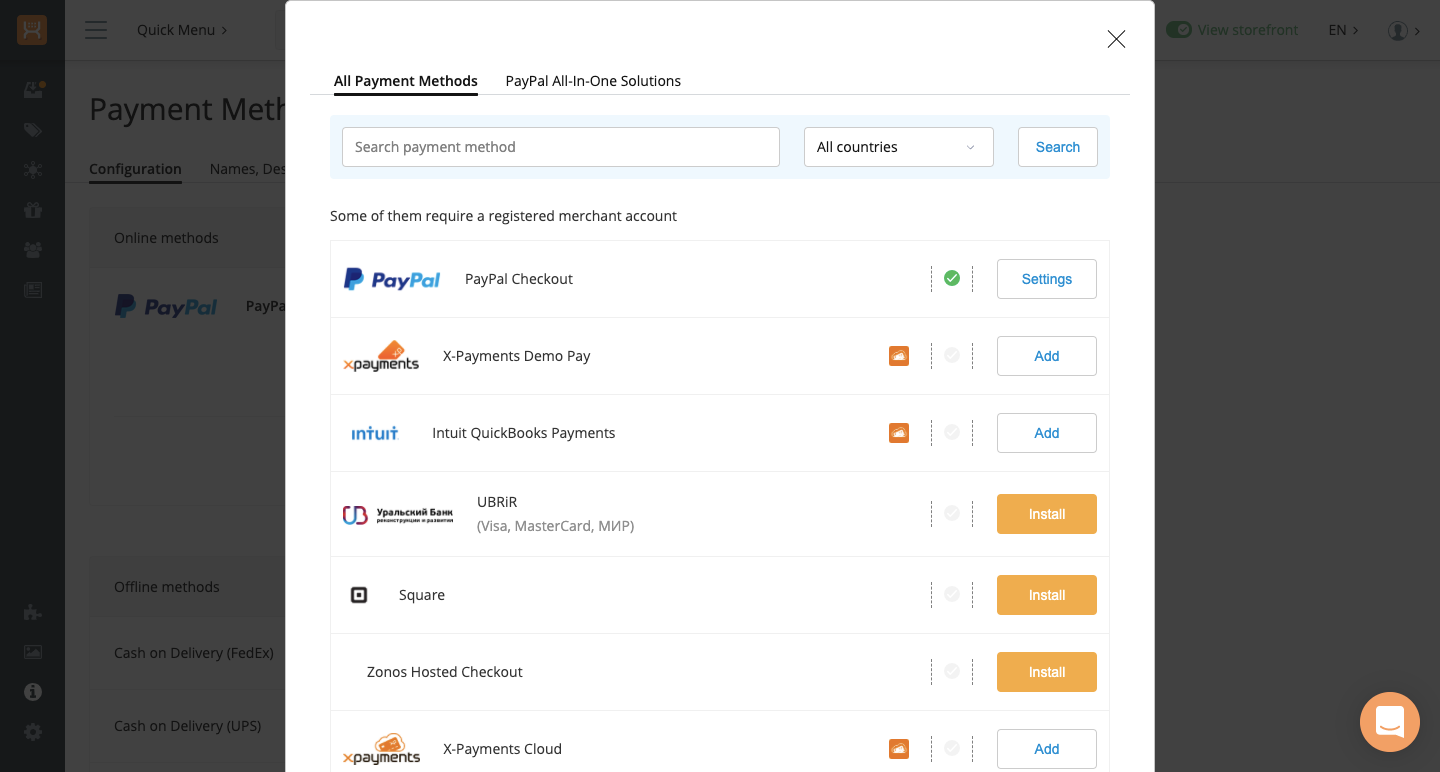 Quick Menu
View storefront
EN
Payment Meth
Configuration
Names, Des
Online methods
PayPal
PayPa
Offline methods
Cash on Delivery (FedEx)
Cash on Delivery (UPS)
All Payment Methods
PayPal All-In-One Solutions
Search payment method
All countries
Search
Some of them require a registered merchant account
PayPal
PayPal Checkout
Settings
xpayments
X-Payments Demo Pay
Add
intuit
Intuit QuickBooks Payments
Add
Уральский Банк
реконструкции и развития
UBRiR
(Visa, MasterCard, МИР)
Install
Square
Install
Zonos Hosted Checkout
Install
xpayments
X-Payments Cloud
Add